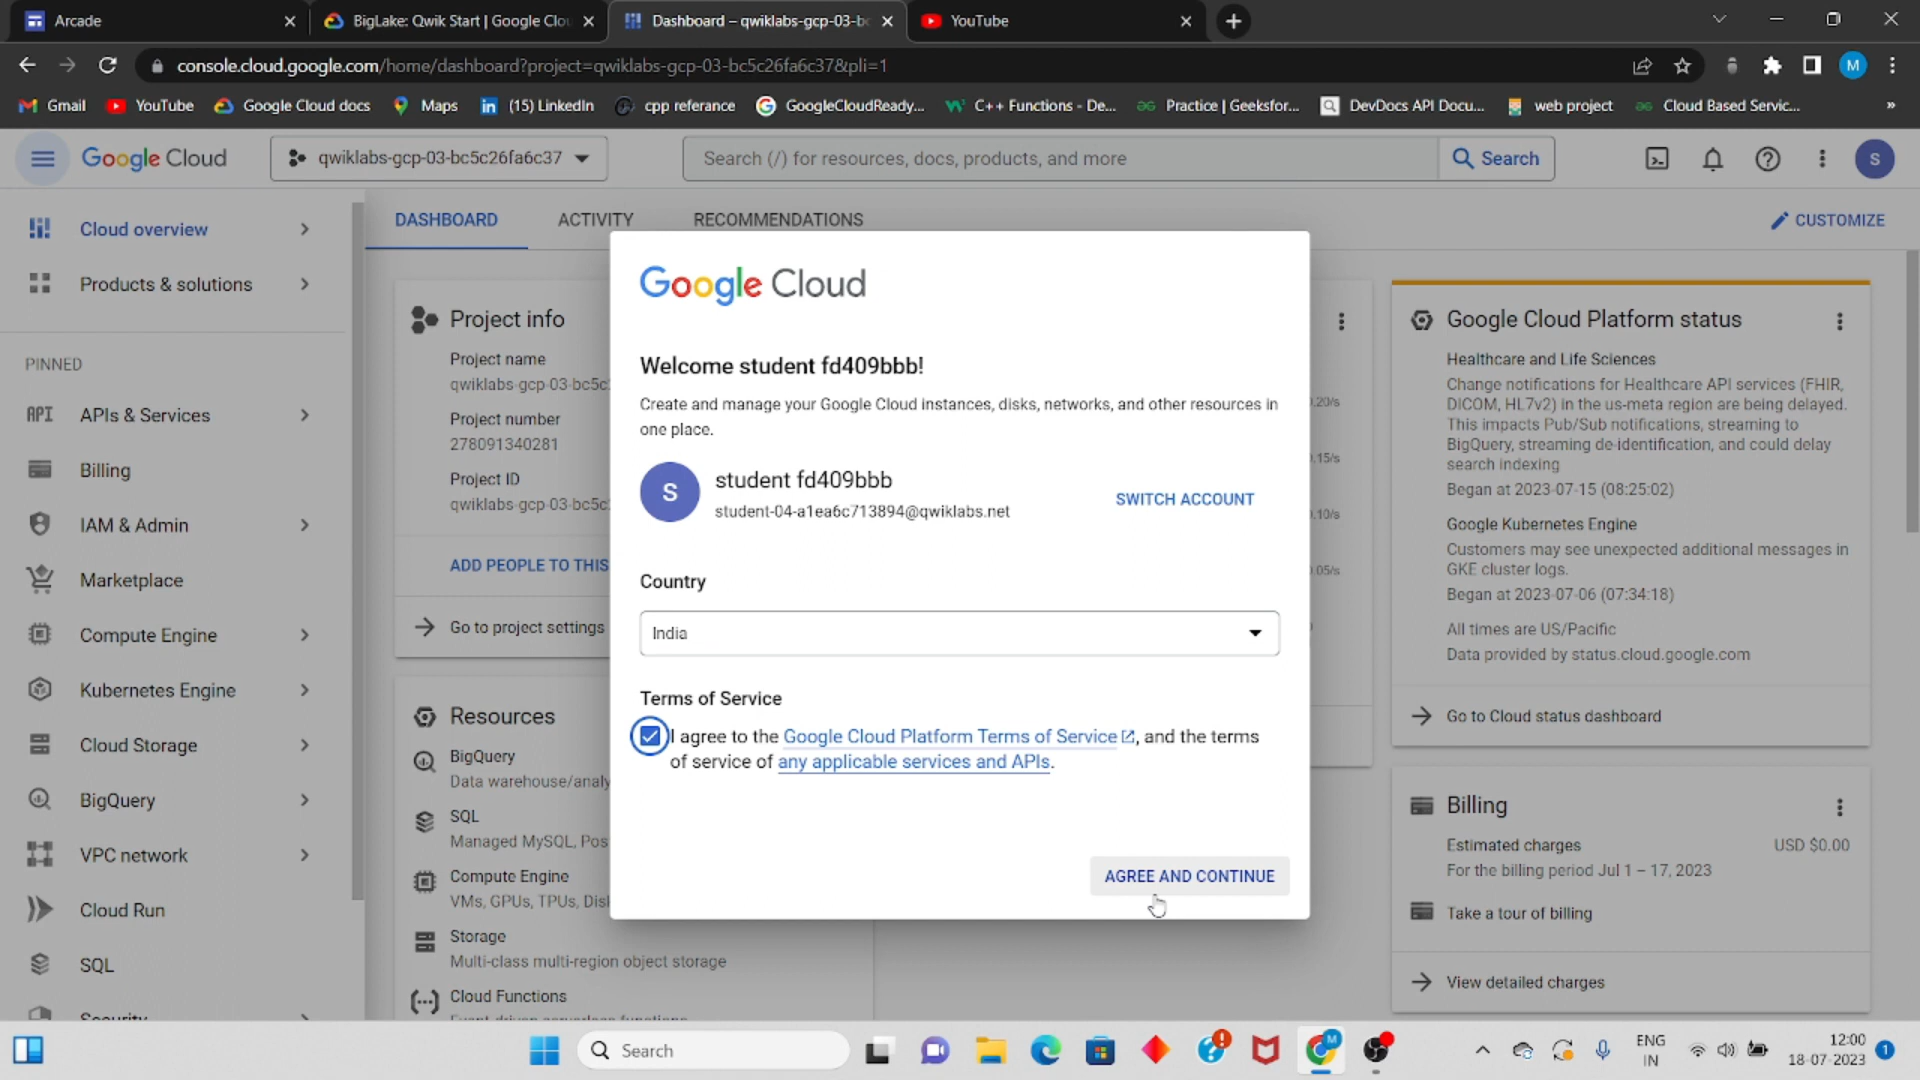 Arcade
BigLake: Qwik Start | Google Clou
Dashboard – qwiklabs-gcp-03-bc
YouTube
console.cloud.google.com/home/dashboard?project=qwiklabs-gcp-03-bc5c26fa6c37&pli=1
M
Gmail
YouTube
Google Cloud docs
Maps
(15) LinkedIn
cpp referance
GoogleCloudReady...
C++ Functions - De...
Practice | Geeksfor...
DevDocs API Docu...
web project
Cloud Based Servic...
»
Google Cloud
qwiklabs-gcp-03-bc5c26fa6c37
Search (/) for resources, docs, products, and more
Search
S
Cloud overview
Products & solutions
PINNED
APIs & Services
Billing
IAM & Admin
Marketplace
Compute Engine
Kubernetes Engine
Cloud Storage
BigQuery
VPC network
Cloud Run
SQL
Security
DASHBOARD
ACTIVITY
RECOMMENDATIONS
CUSTOMIZE
Project info
Project name
qwiklabs-gcp-03-bc5c
Project number
278091340281
Project ID
qwiklabs-gcp-03-bc5c
ADD PEOPLE TO THIS
Go to project settings
Resources
BigQuery
Data warehouse/analy
SQL
Managed MySQL, Pos
Compute Engine
VMs, GPUs, TPUs, Disl
Storage
Multi-class multi-region object storage
Cloud Functions
Event-driven serverless functions
Google Cloud
Welcome student fd409bbb!
Create and manage your Google Cloud instances, disks, networks, and other resources in
one place.
S
student fd409bbb
student-04-a1ea6c713894@qwiklabs.net
SWITCH ACCOUNT
Country
India
Terms of Service
I agree to the Google Cloud Platform Terms of Service, and the terms
of service of any applicable services and APIs.
AGREE AND CONTINUE
0.20/s
0.15/s
0.10/s
0.05/s
Google Cloud Platform status
Healthcare and Life Sciences
Change notifications for Healthcare API services (FHIR,
DICOM, HL7v2) in the us-meta region are being delayed.
This impacts Pub/Sub notifications, streaming to
BigQuery, streaming de-identification, and could delay
search indexing
Began at 2023-07-15 (08:25:02)
Google Kubernetes Engine
Customers may see unexpected additional messages in
GKE cluster logs.
Began at 2023-07-06 (07:34:18)
All times are US/Pacific
Data provided by status.cloud.google.com
Go to Cloud status dashboard
Billing
Estimated charges
USD $0.00
For the billing period Jul 1 – 17, 2023
Take a tour of billing
View detailed charges
Search
ENG
IN
12:00
18-07-2023
1